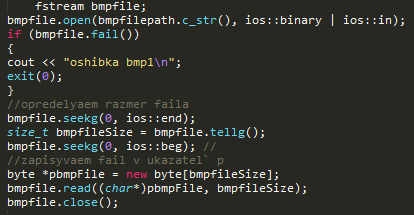 fstream bmpfile;
bmpfile.open(bmpfilepath.c_str(), ios::binary | ios::in);
if (bmpfile.fail())
{
cout << "oshibka bmp1\n";
exit(0);
}
//opredelyaem razmer faila
bmpfile.seekg(0, ios::end);
size_t bmpfileSize = bmpfile.tellg();
bmpfile.seekg(0, ios::beg); //
//zapisyvaem fail v ukazatel` p
byte *pbmpFile = new byte[bmpfileSize];
bmpfile.read((char*)pbmpFile, bmpfileSize);
bmpfile.close();